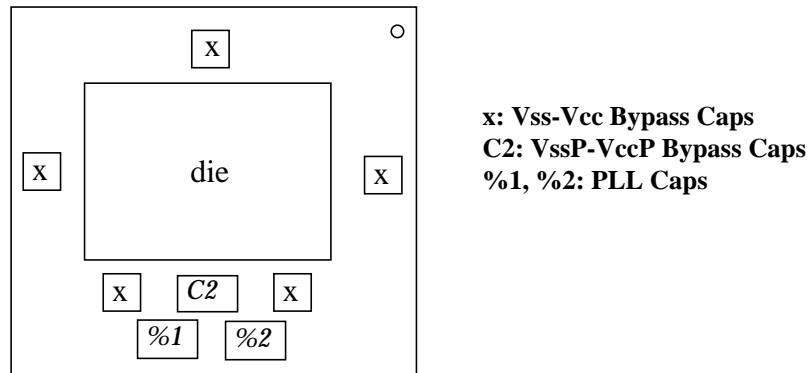 x
x: Vss-Vcc Bypass Caps
C2: VssP-VccP Bypass Caps
%1, %2: PLL Caps
x
die
x
x
C2
x
%1
%2